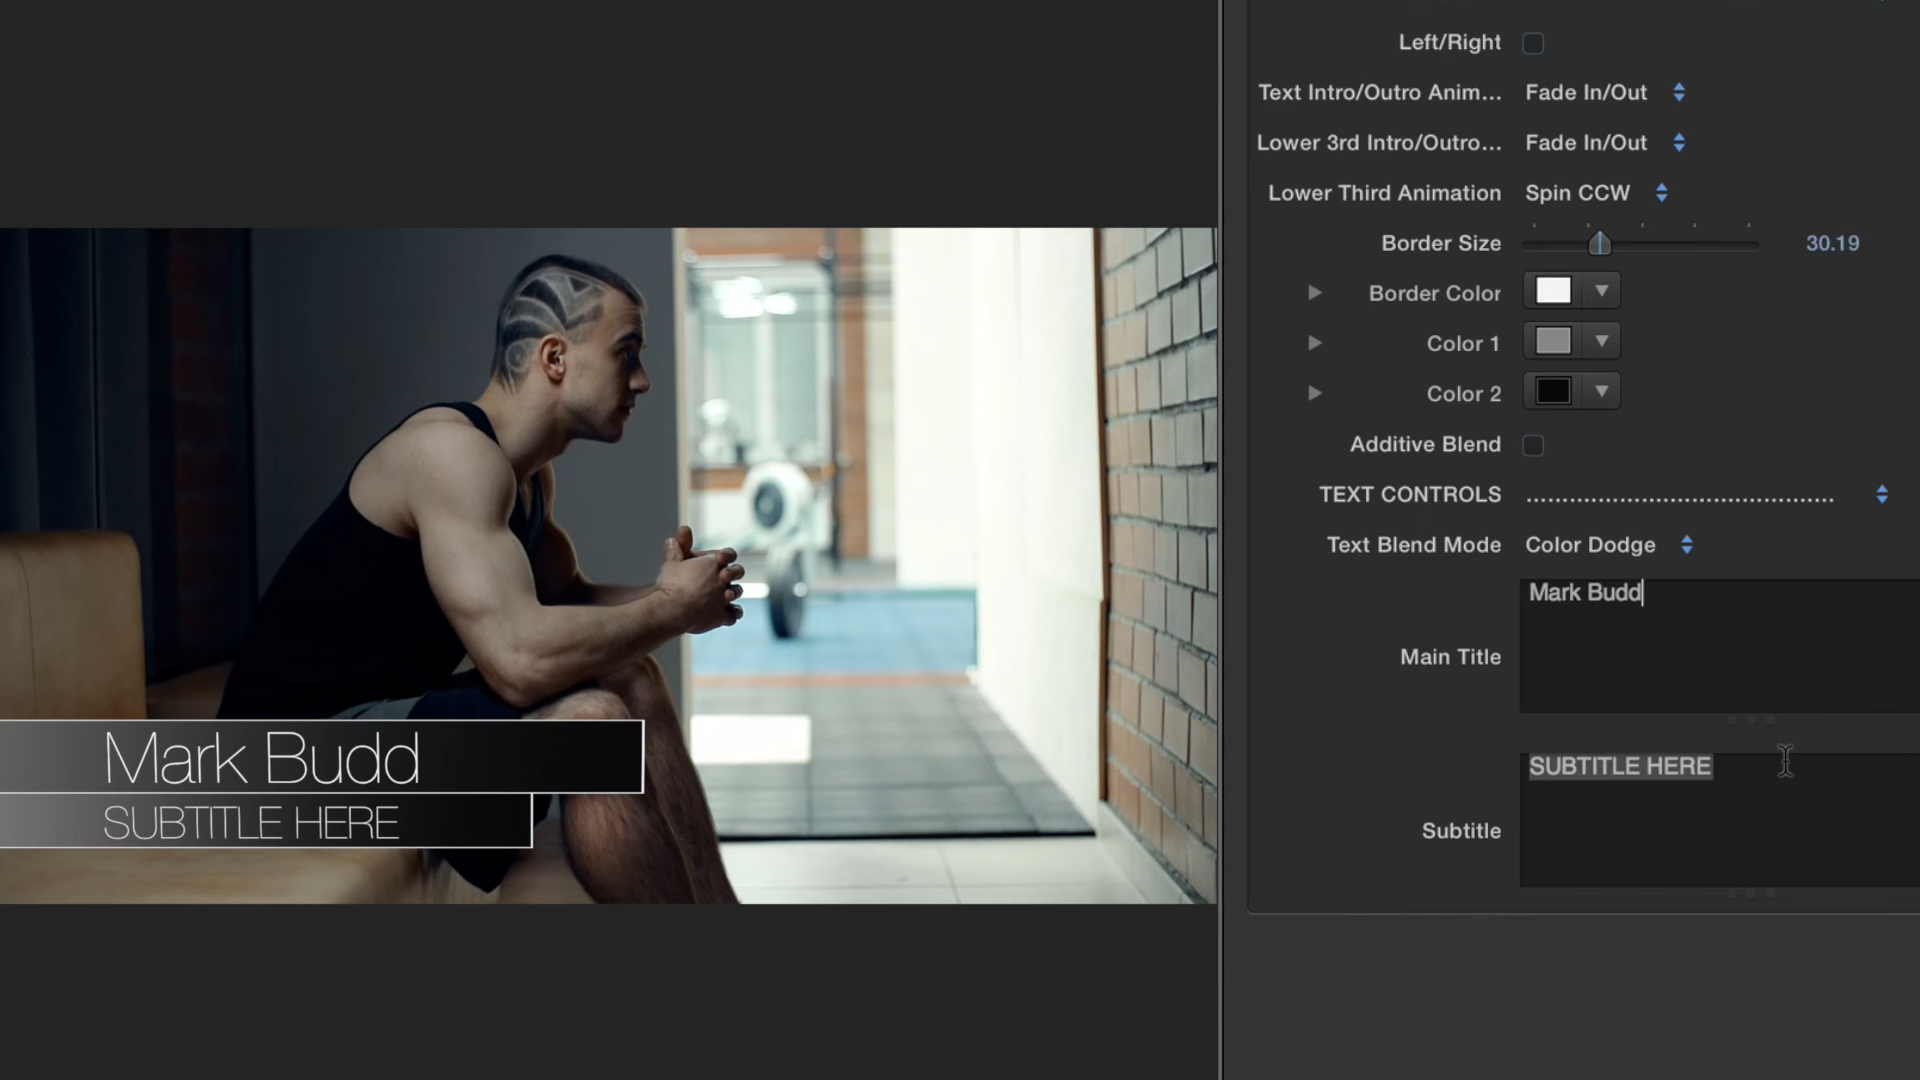 Mark Budd
SUBTITLE HERE
Left/Right
Text Intro/Outro Anim... Fade In/Out
Lower 3rd Intro/Outro... Fade In/Out
Lower Third Animation Spin CCW
Border Size 30.19
Border Color
Color 1
Color 2
Additive Blend
TEXT CONTROLS ...........................................
Text Blend Mode Color Dodge
Mark Budd
Main Title
SUBTITLE HERE
Subtitle